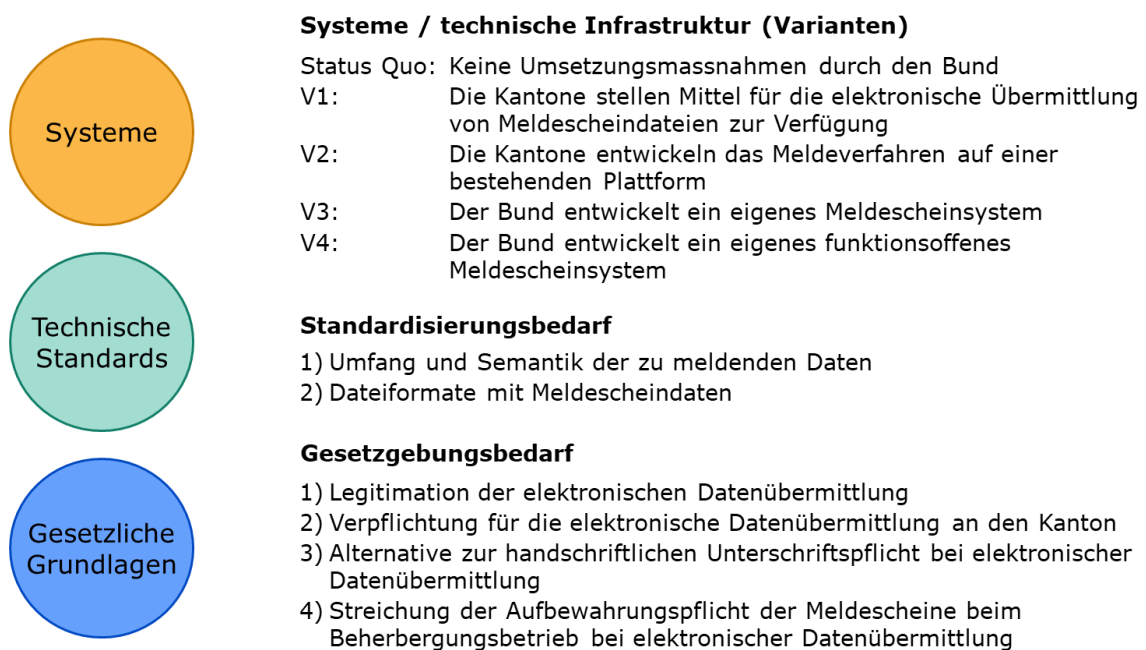 Systeme / technische Infrastruktur (Varianten)
Systeme
Status Quo: Keine Umsetzungsmassnahmen durch den Bund
V1: Die Kantone stellen Mittel für die elektronische Übermittlung
von Meldescheindateien zur Verfügung
V2: Die Kantone entwickeln das Meldeverfahren auf einer
bestehenden Plattform
V3: Der Bund entwickelt ein eigenes Meldescheinsystem
V4: Der Bund entwickelt ein eigenes funktionsoffenes
Meldescheinsystem
Technische
Standards
Standardisierungsbedarf
1) Umfang und Semantik der zu meldenden Daten
2) Dateiformate mit Meldescheindaten
Gesetzliche
Grundlagen
Gesetzgebungsbedarf
1) Legitimation der elektronischen Datenübermittlung
2) Verpflichtung für die elektronische Datenübermittlung an den Kanton
3) Alternative zur handschriftlichen Unterschriftspflicht bei elektronischer
Datenübermittlung
4) Streichung der Aufbewahrungspflicht der Meldescheine beim
Beherbergungsbetrieb bei elektronischer Datenübermittlung